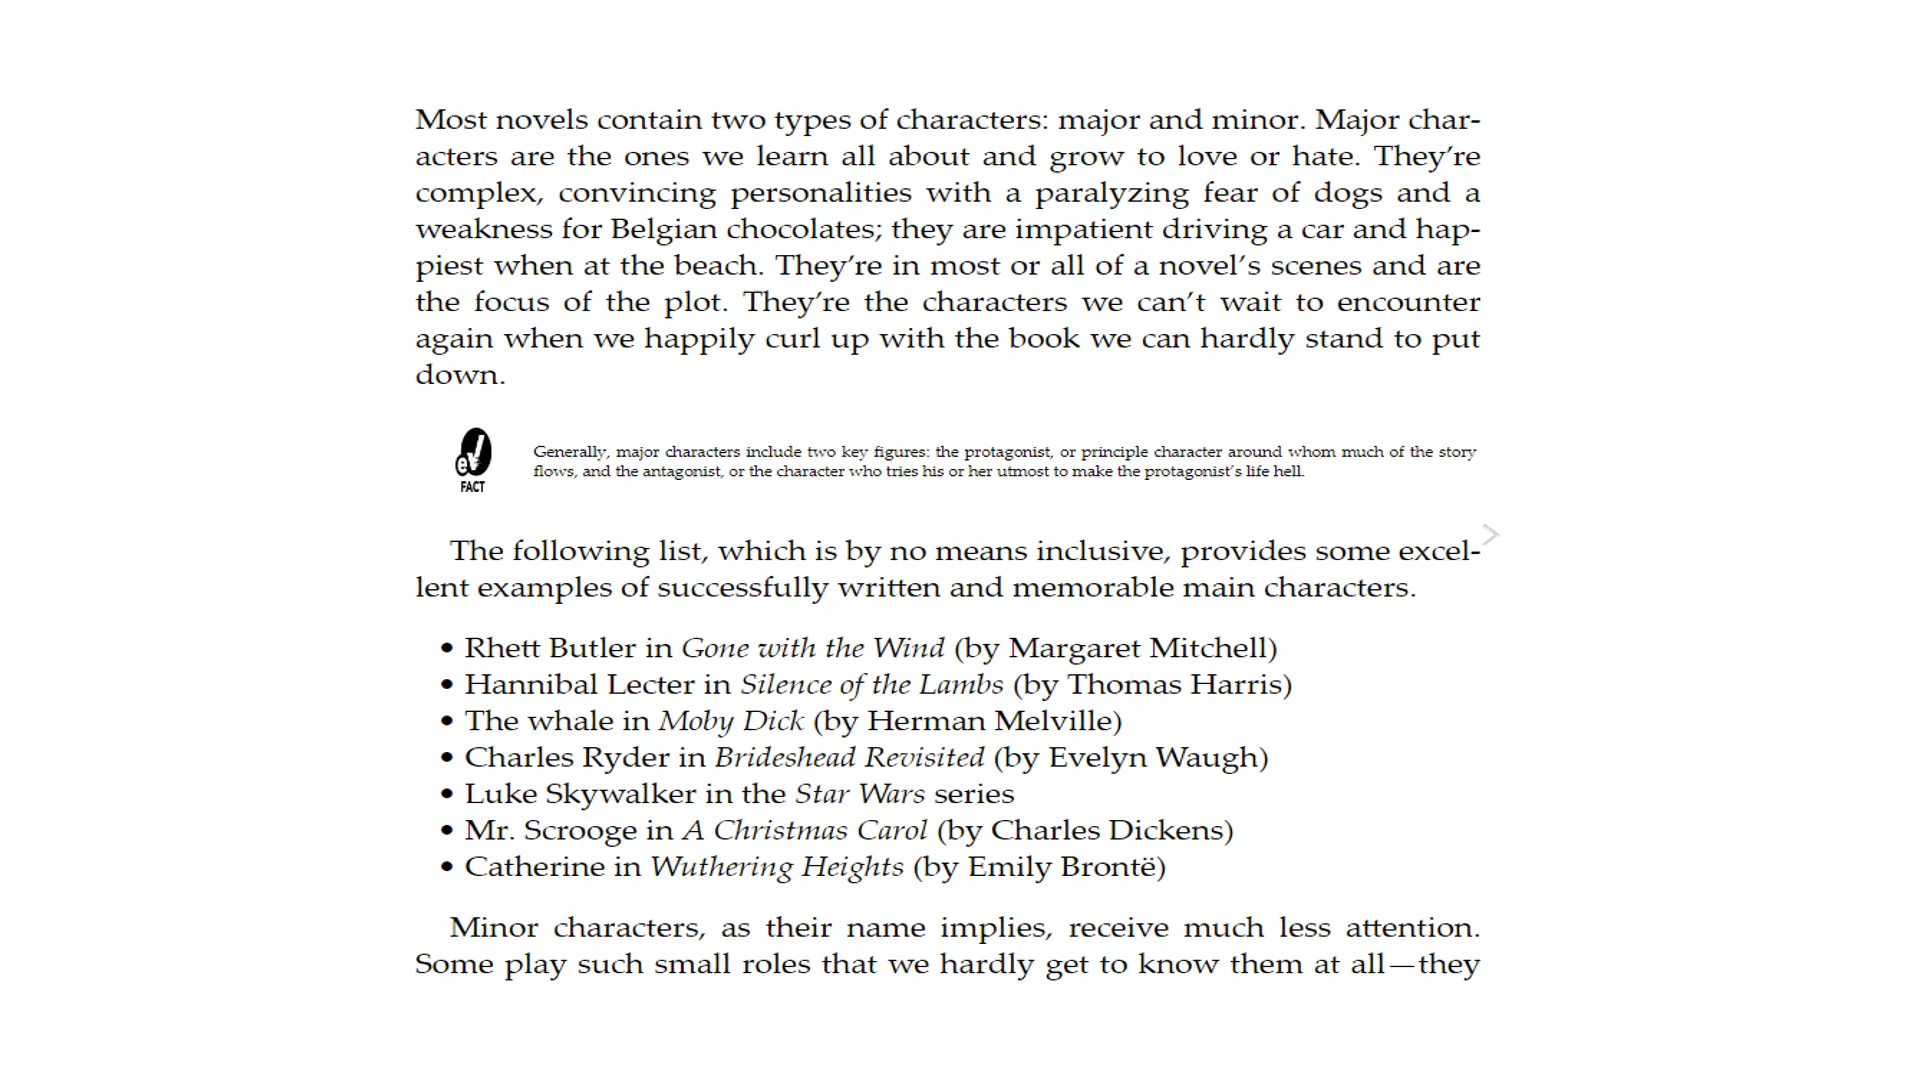 Most novels contain two types of characters: major and minor. Major char-
acters are the ones we learn all about and grow to love or hate. They’re
complex, convincing personalities with a paralyzing fear of dogs and a
weakness for Belgian chocolates; they are impatient driving a car and hap-
piest when at the beach. They’re in most or all of a novel’s scenes and are
the focus of the plot. They’re the characters we can’t wait to encounter
again when we happily curl up with the book we can hardly stand to put
down.
e
FACT
Generally, major characters include two key figures: the protagonist, or principle character around whom much of the story
flows, and the antagonist, or the character who tries his or her utmost to make the protagonist’s life hell.
The following list, which is by no means inclusive, provides some excel-
lent examples of successfully written and memorable main characters.
• Rhett Butler in Gone with the Wind (by Margaret Mitchell)
• Hannibal Lecter in Silence of the Lambs (by Thomas Harris)
• The whale in Moby Dick (by Herman Melville)
• Charles Ryder in Brideshead Revisited (by Evelyn Waugh)
• Luke Skywalker in the Star Wars series
• Mr. Scrooge in A Christmas Carol (by Charles Dickens)
• Catherine in Wuthering Heights (by Emily Brontë)
Minor characters, as their name implies, receive much less attention.
Some play such small roles that we hardly get to know them at all—they